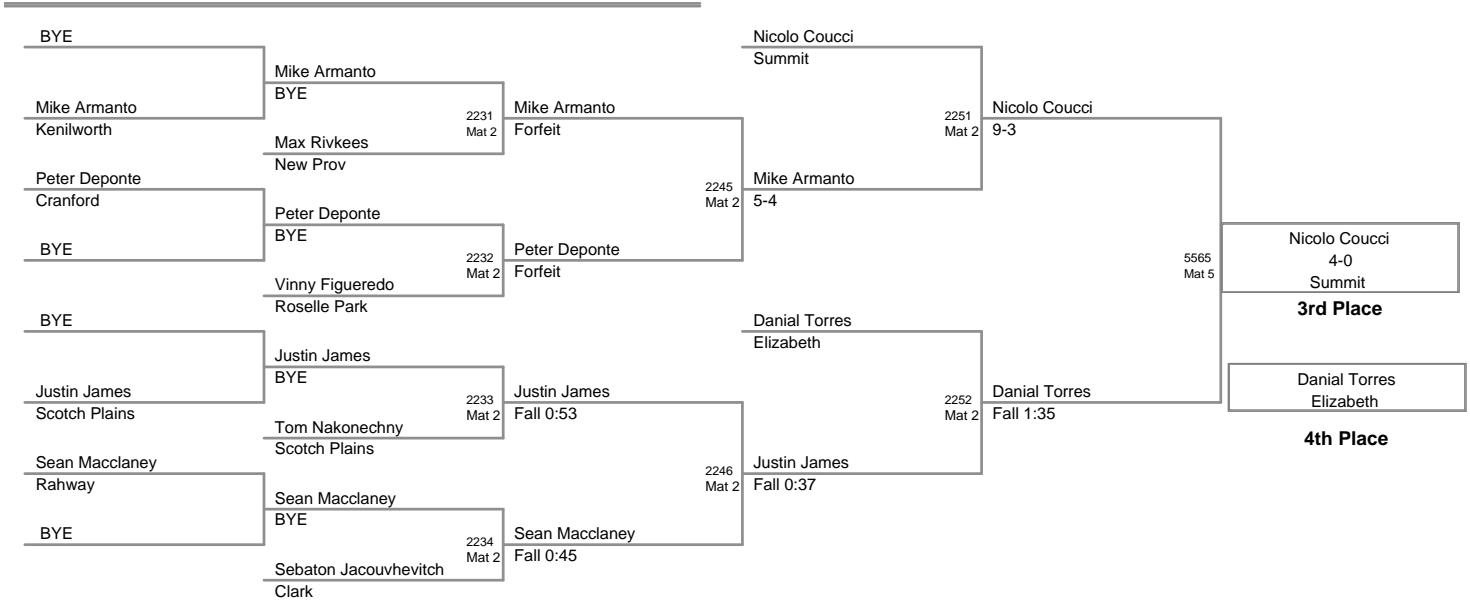 BYE
Mike Armanto
Kenilworth
Peter Deponte
Cranford
BYE
BYE
Justin James
Scotch Plains
Sean Macclaney
Rahway
BYE
Mike Armanto
BYE
Max Rivkees
New Prov
Peter Deponte
BYE
Vinny Figueredo
Roselle Park
Justin James
BYE
Tom Nakonechny
Scotch Plains
Sean Macclaney
BYE
Sebaton Jacouvhevitch
Clark
2231
Mat 2
2232
Mat 2
2233
Mat 2
2234
Mat 2
Mike Armanto
Forfeit
Peter Deponte
Forfeit
Justin James
Fall 0:53
Sean Macclaney
Fall 0:45
2245
Mat 2
2246
Mat 2
Nicolo Coucci
Summit
Mike Armanto
5-4
Danial Torres
Elizabeth
Justin James
Fall 0:37
2251
Mat 2
2252
Mat 2
Nicolo Coucci
9-3
Danial Torres
Fall 1:35
5565
Mat 5
Nicolo Coucci
4-0
Summit
3rd Place
Danial Torres
Elizabeth
4th Place